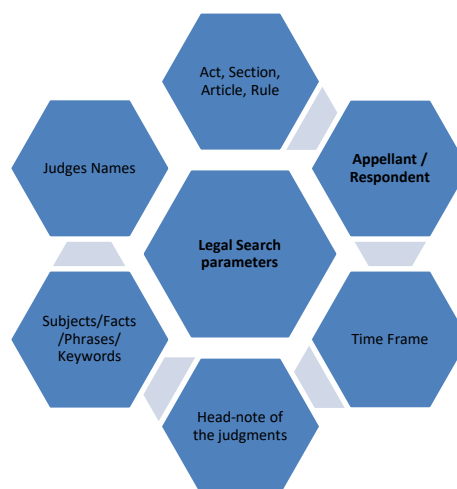 Act, Section,
Article, Rule
Appellant /
Respondent
Judges Names
Legal Search
parameters
Subjects/Facts
/Phrases/
Keywords
Time Frame
Head-note of
the judgments